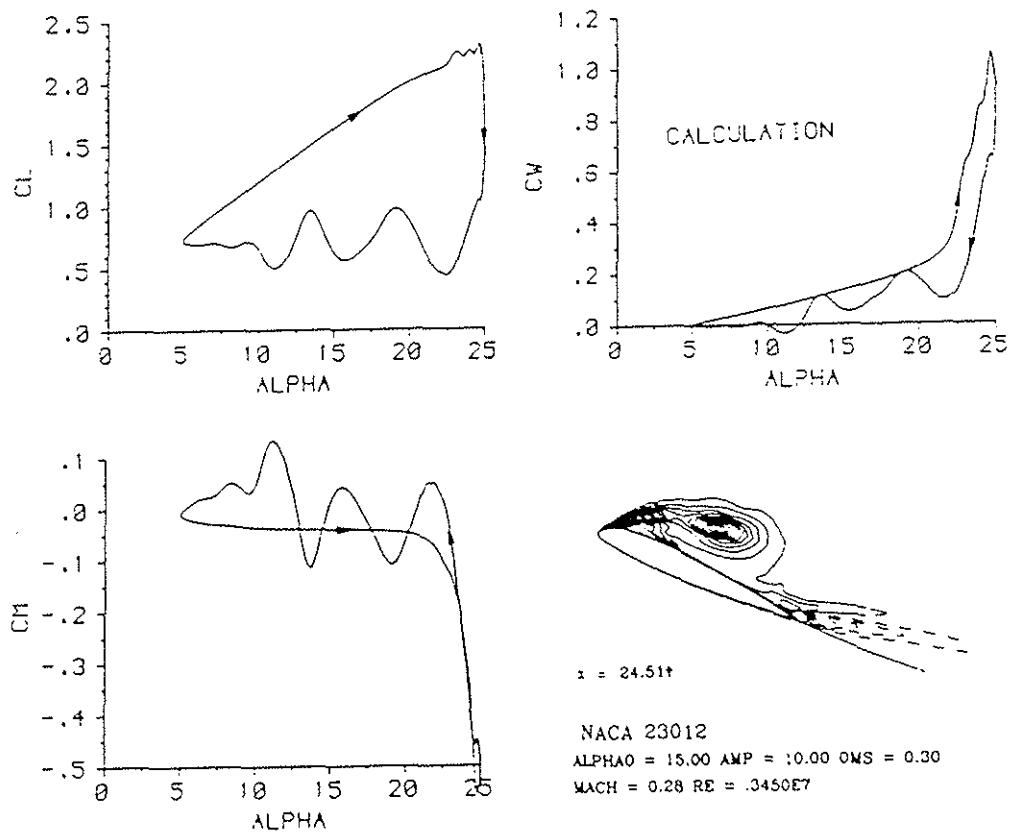 2.5
2.0
1.5
1.0
.5
.0
CL
0 5 10 15 20 25
ALPHA
1.2
1.0
.8
.6
.4
.2
.0
CW
CALCULATION
0 5 10 15 20 25
ALPHA
.1
.0
-.1
-.2
-.3
-.4
-.5
CM
0 5 10 15 20 25
ALPHA
= 24.51↑
NACA 23012
ALPHA0 = 15.00 AMP = 10.00 OMS = 0.30
MACH = 0.28 RE = .3450E7